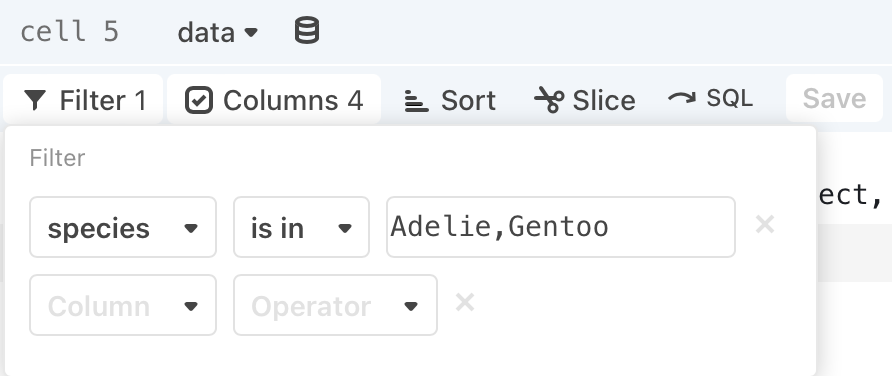 cell 5 data
Filter 1 Columns 4 Sort Slice SQL Save
Filter
ect,
species is in Adelie,Gentoo ×
Column Operator ×